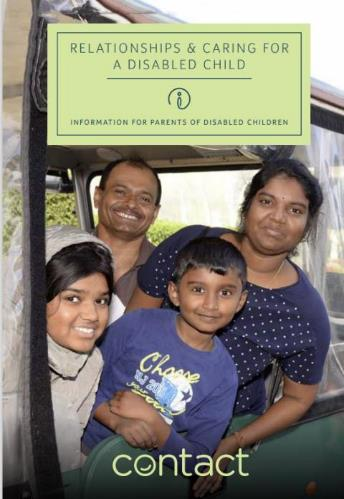 RELATIONSHIPS & CARING FOR
A DISABLED CHILD
INFORMATION FOR PARENTS OF DISABLED CHILDREN
Choose
contact